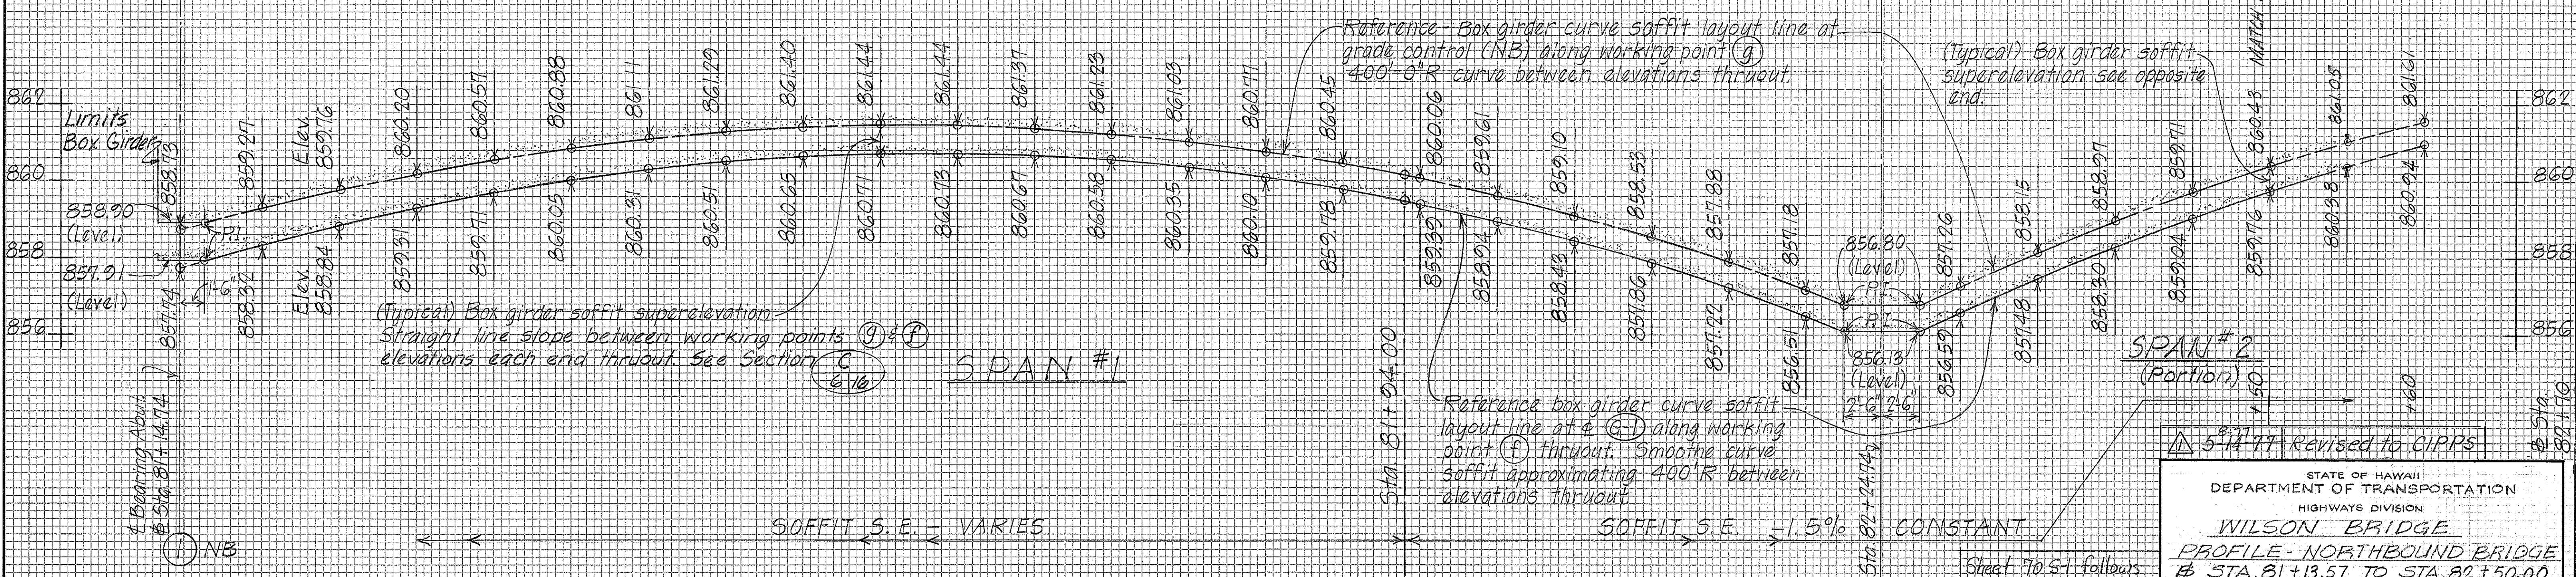 862
860
858
856
Limits
Box Girder
858.73
858.90
(Level)
857.91
(Level)
857.74
P.I.
1'-6"
859.27
858.32
Elev.
859.76
Elev.
858.84
860.20
859.31
860.57
859.71
860.88
860.05
861.11
860.31
861.29
860.51
861.40
860.65
861.44
860.71
861.44
860.73
861.37
860.67
861.23
860.58
861.03
860.35
860.77
860.10
860.45
859.78
860.06
859.39
859.61
858.94
859.10
858.43
858.53
857.86
857.88
857.22
857.18
856.51
856.80
(Level)
P.I.
P.I.
856.13
(Level)
2'-6" 2'-6"
857.26
856.59
858.15
857.48
858.97
858.30
859.71
859.04
860.43
859.76
861.05
860.38
861.61
860.94
MATCH
862
860
858
856
Reference - Box girder curve soffit layout line at
grade control (NB) along working point (g)
400'-0"R curve between elevations thruout.
(Typical) Box girder soffit
superelevation see opposite
end.
(Typical) Box girder soffit superelevation
Straight line slope between working points (g) & (f)
elevations each end thruout. See Section
C
6 16
SPAN #1
Reference box girder curve soffit
layout line at ℄ (G-1) along working
point (f) thruout. Smoothe curve
soffit approximating 400'R between
elevations thruout.
SPAN #2
(Portion)
+50
+60
℄ Bearing Abut.
Sta. 81+14.74
1 NB
Sta. 81+94.00
Sta. 82+24.74
Sta.
82+70
SOFFIT S.E. - VARIES
SOFFIT S.E. -1.5% CONSTANT
Sheet 70 S-1 follows
1 Revised to CIPPS
STATE OF HAWAII
DEPARTMENT OF TRANSPORTATION
HIGHWAYS DIVISION
WILSON BRIDGE
PROFILE - NORTHBOUND BRIDGE
STA. 81+13.57 TO STA. 82+50.00